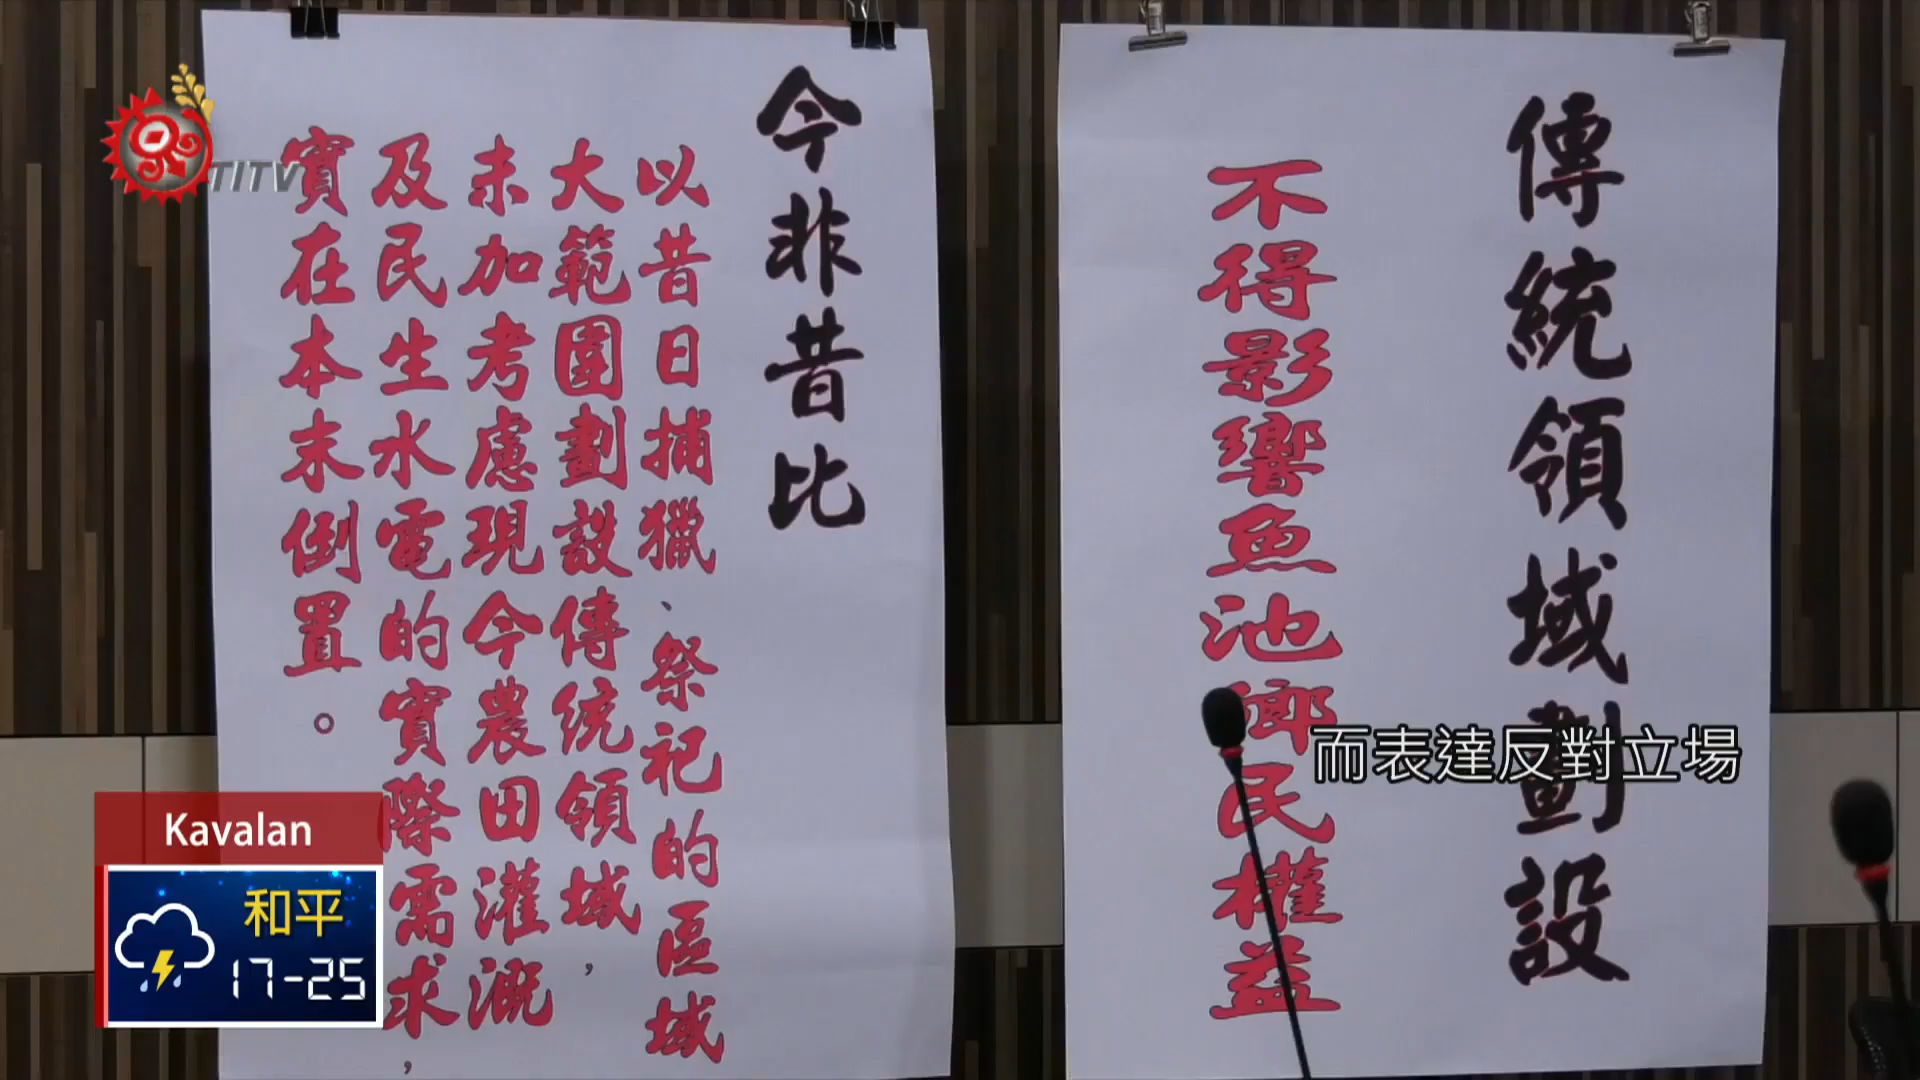 傳統領域劃設
不得影響魚池鄉民權益
今非昔比
以昔日捕獵、祭祀的區域
大範圍劃設傳統領域，
未加考慮現今農田灌溉
及民生水電的實際需求，
實在本末倒置。
TITV
而表達反對立場
Kavalan
和平
17-25